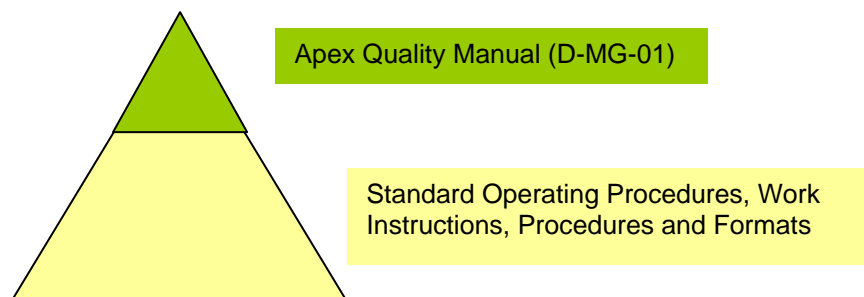 Apex Quality Manual (D-MG-01)
Standard Operating Procedures, Work
Instructions, Procedures and Formats